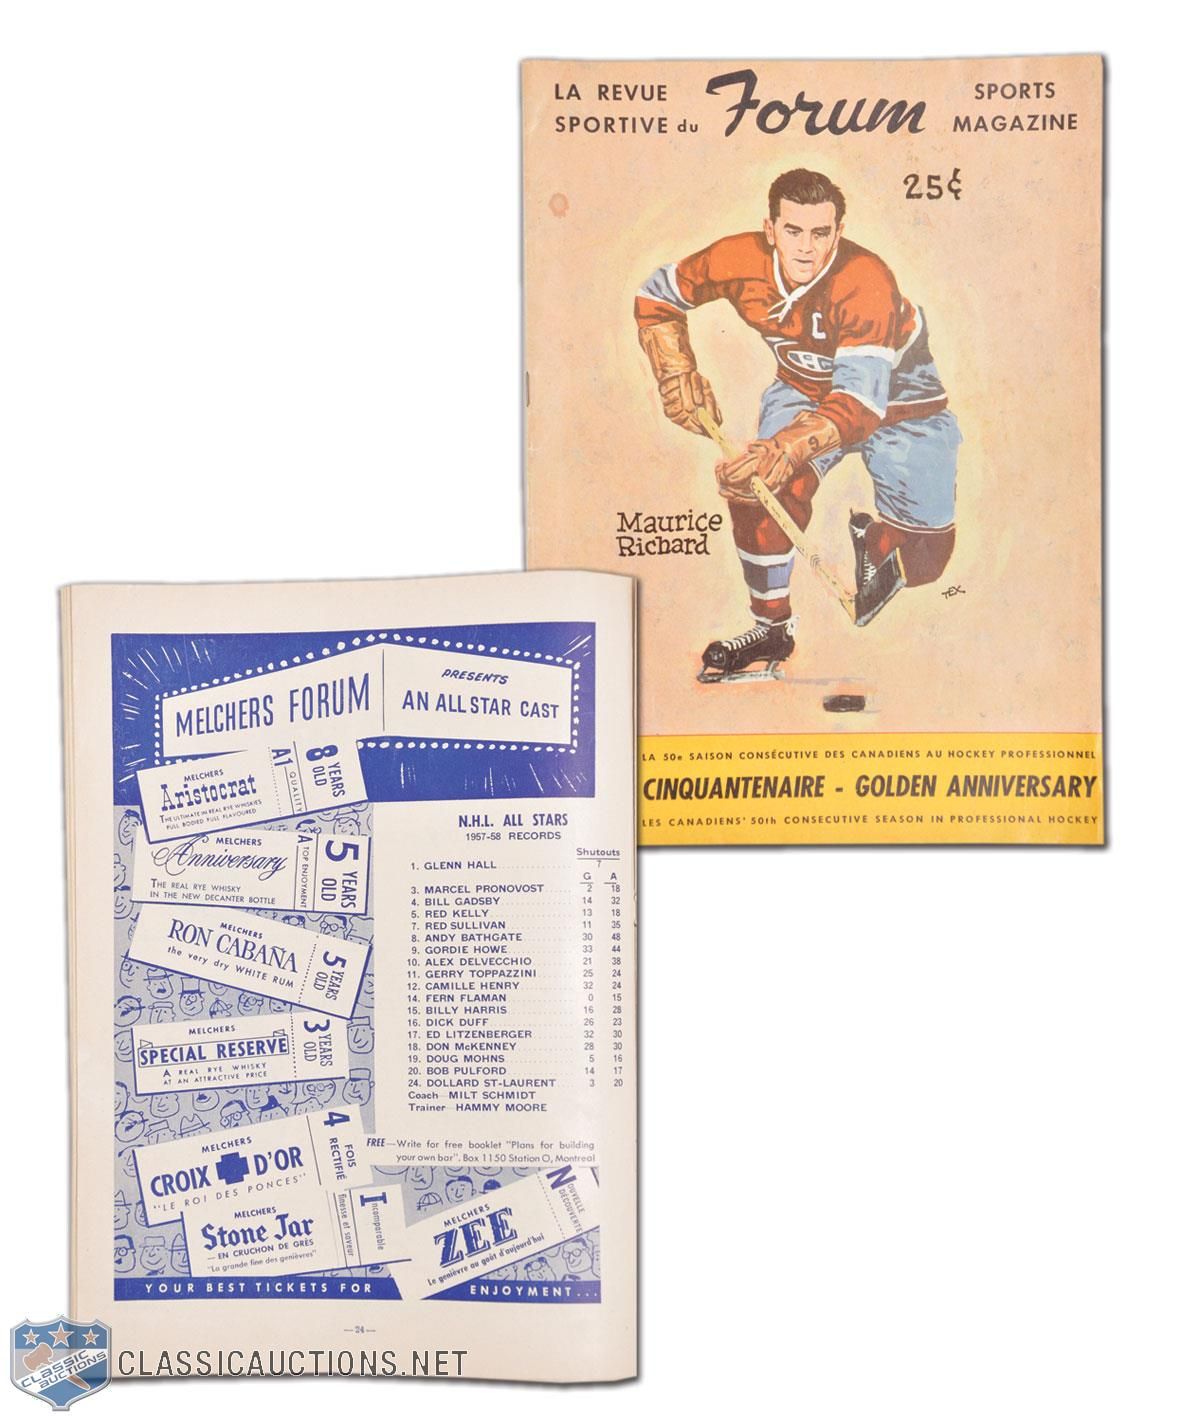 LA REVUE
SPORTIVE du
Forum
SPORTS
MAGAZINE
25¢
C
Maurice
Richard
TEX
LA 50e SAISON CONSÉCUTIVE DES CANADIENS AU HOCKEY PROFESSIONNEL
CINQUANTENAIRE - GOLDEN ANNIVERSARY
LES CANADIENS' 50th CONSECUTIVE SEASON IN PROFESSIONAL HOCKEY
MELCHERS FORUM
PRESENTS
AN ALL STAR CAST
MELCHERS
Aristocrat
THE ULTIMATE IN REAL RYE WHISKIES
FULL BODIED FULL FLAVOURED
A1
QUALITY
8 YEARS
OLD
MELCHERS
Anniversary
THE REAL RYE WHISKY
IN THE NEW DECANTER BOTTLE
A TOP ENJOYMENT
5 YEARS
OLD
MELCHERS
RON CABAÑA
the very dry WHITE RUM
5 YEARS
OLD
MELCHERS
SPECIAL RESERVE
A REAL RYE WHISKY
AT AN ATTRACTIVE PRICE
3 YEARS
OLD
MELCHERS
CROIX D'OR
"LE ROI DES PONCES"
4 FOIS
RECTIFIÉ
MELCHERS
Stone Jar
— EN CRUCHON DE GRÈS
"La grande fine des genièvres"
finesse et saveur
Incomparable
MELCHERS
ZEE
Le genièvre au goût d'aujourd'hui
NOUVELLE
DÉCOUVERTE
N.H.L. ALL STARS
1957-58 RECORDS
Shutouts
1. GLENN HALL 7
G A
3. MARCEL PRONOVOST 2 18
4. BILL GADSBY 14 32
5. RED KELLY 13 18
7. RED SULLIVAN 11 35
8. ANDY BATHGATE 30 48
9. GORDIE HOWE 33 44
10. ALEX DELVECCHIO 21 38
11. GERRY TOPPAZZINI 25 24
12. CAMILLE HENRY 32 24
14. FERN FLAMAN 0 15
15. BILLY HARRIS 16 28
16. DICK DUFF 26 23
17. ED LITZENBERGER 32 30
18. DON McKENNEY 28 30
19. DOUG MOHNS 5 16
20. BOB PULFORD 14 17
24. DOLLARD ST-LAURENT 3 20
Coach MILT SCHMIDT
Trainer HAMMY MOORE
FREE—Write for free booklet "Plans for building
your own bar". Box 1150 Station O, Montreal
YOUR BEST TICKETS FOR ENJOYMENT...
—24—
CLASSIC
AUCTIONS
CLASSICAUCTIONS.NET